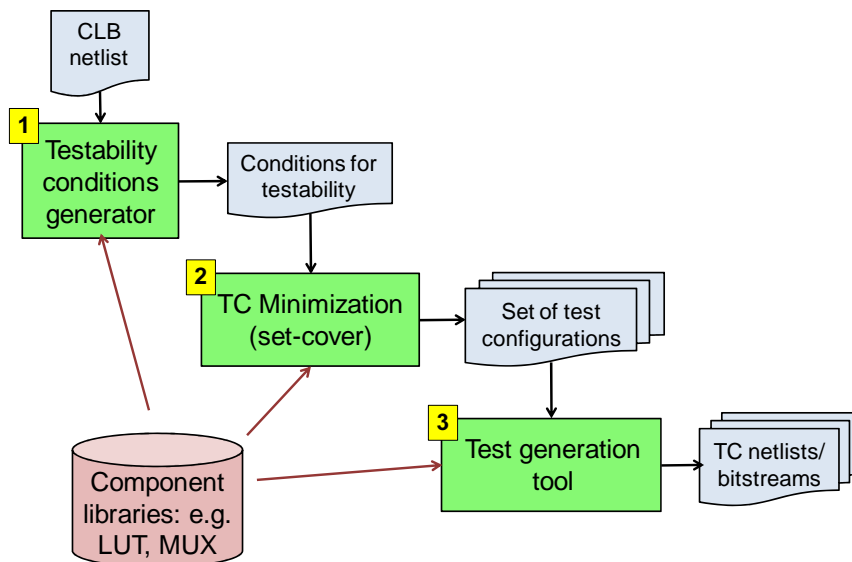 CLB
netlist
1
Testability
conditions
generator
Conditions for
testability
2
TC Minimization
(set-cover)
Set of test
configurations
3
Test generation
tool
TC netlists/
bitstreams
Component
libraries: e.g.
LUT, MUX